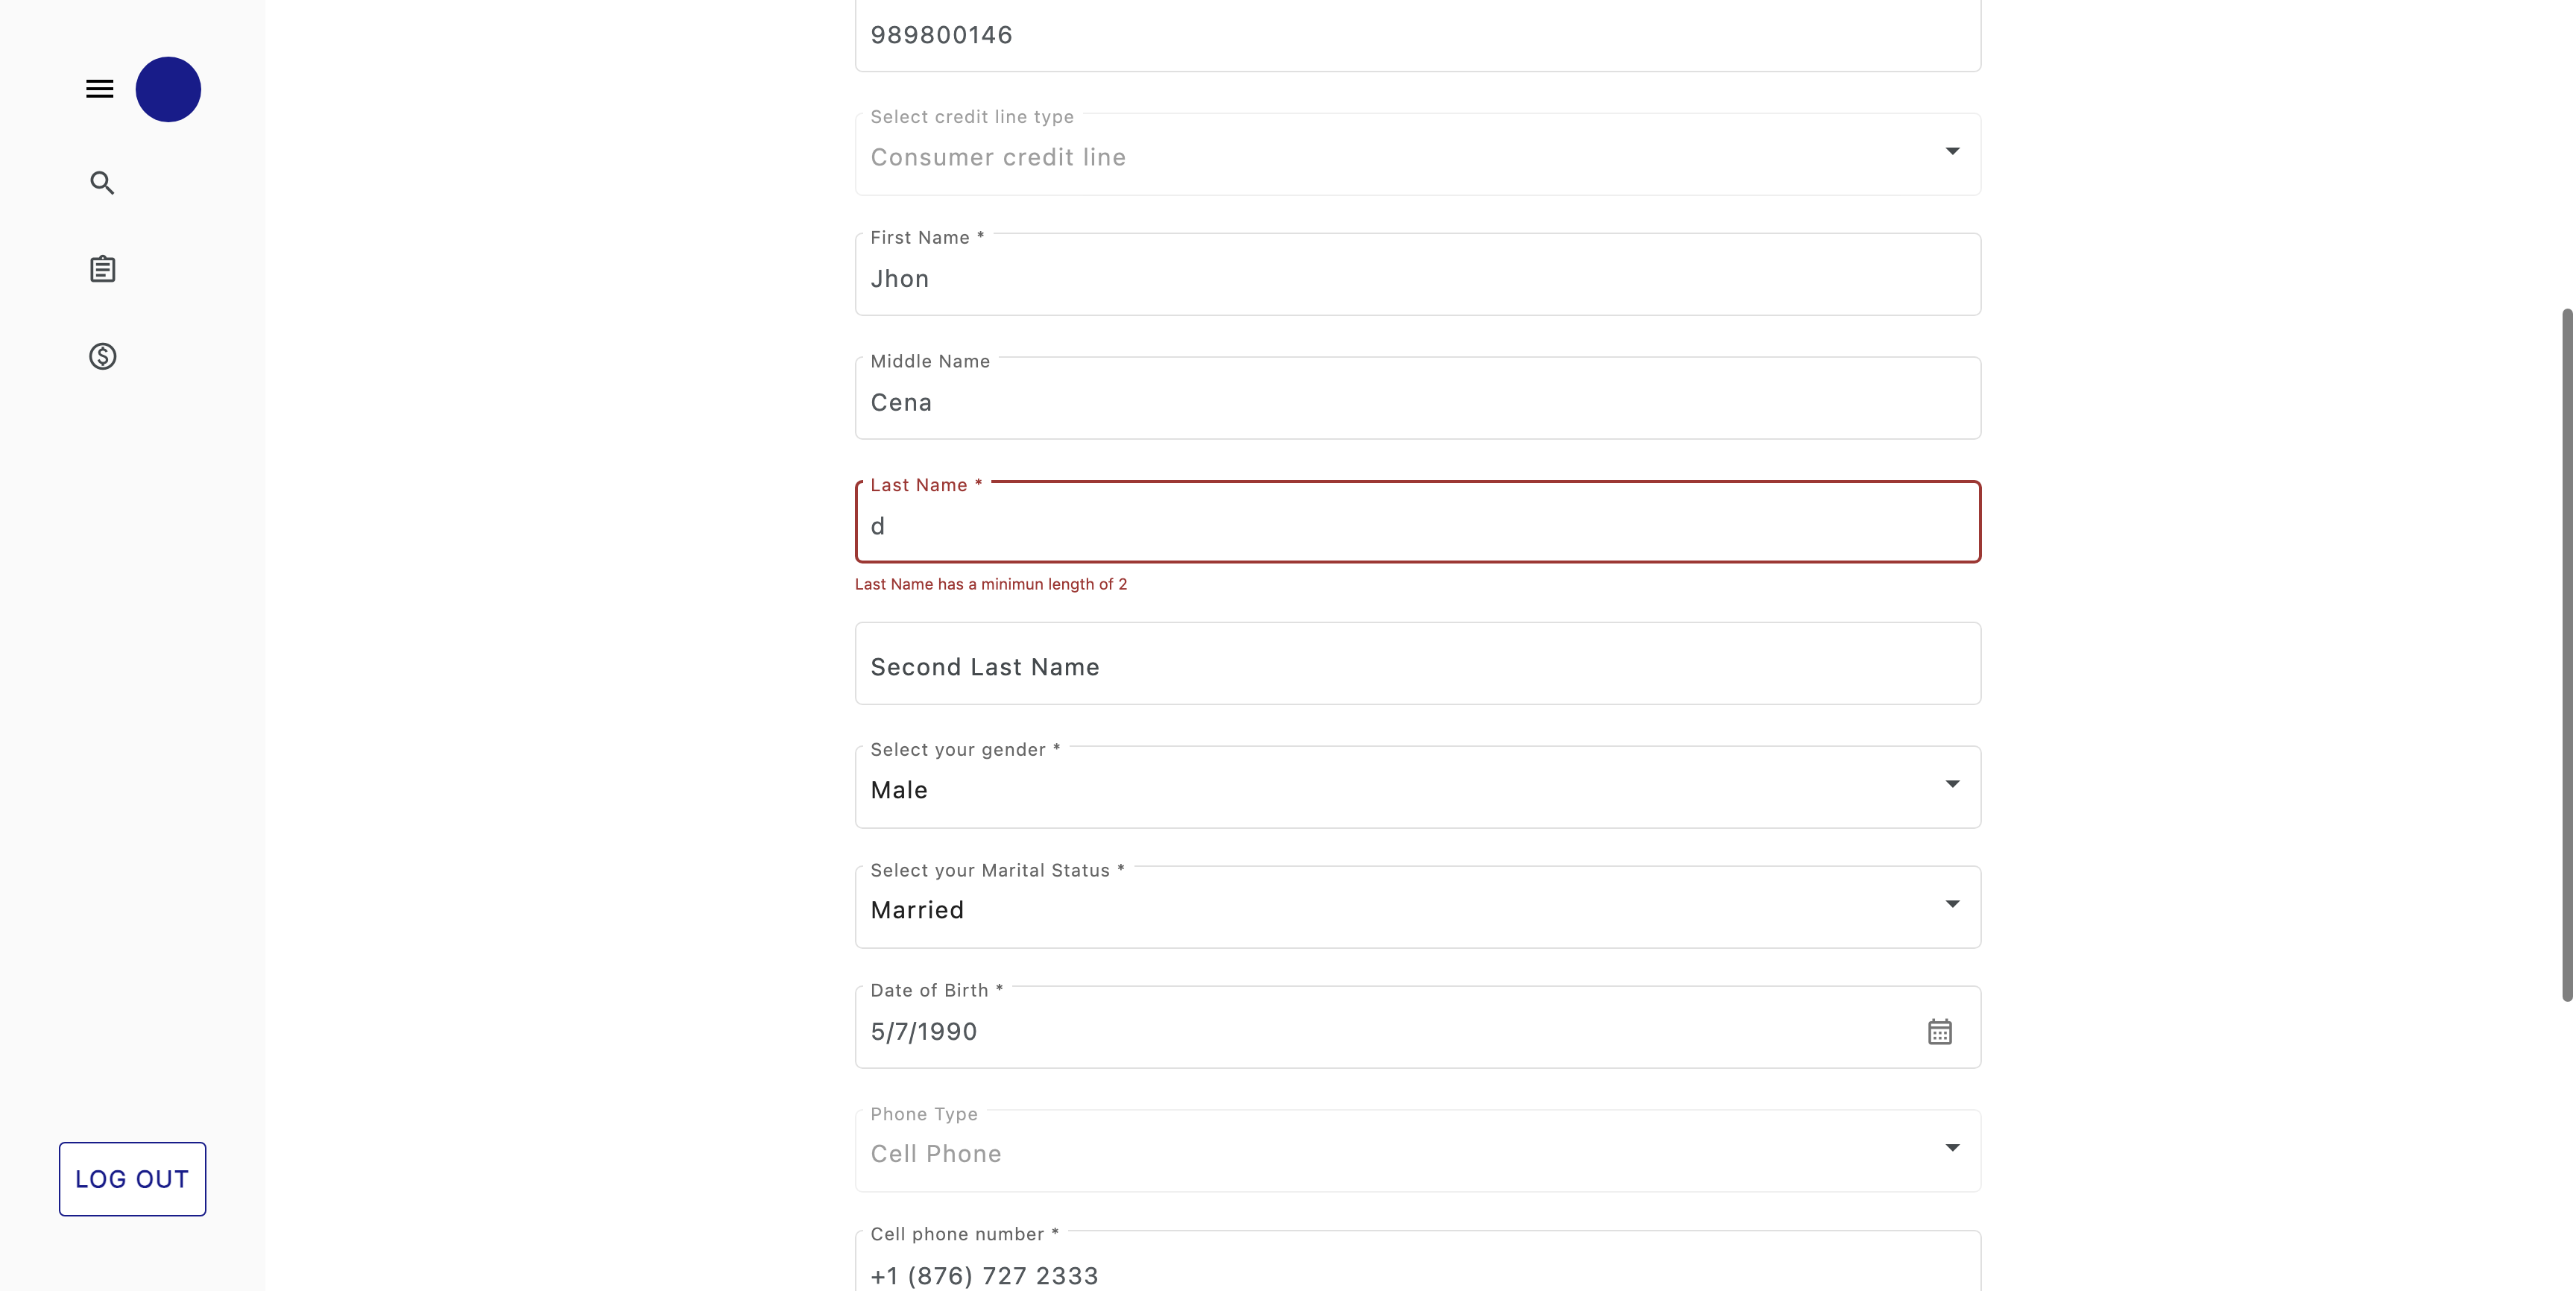 989800146
Select credit line type
Consumer credit line
First Name *
Jhon
Middle Name
Cena
Last Name *
d
Last Name has a minimun length of 2
Second Last Name
Select your gender *
Male
Select your Marital Status *
Married
Date of Birth *
5/7/1990
Phone Type
Cell Phone
LOG OUT
Cell phone number *
+1 (876) 727 2333